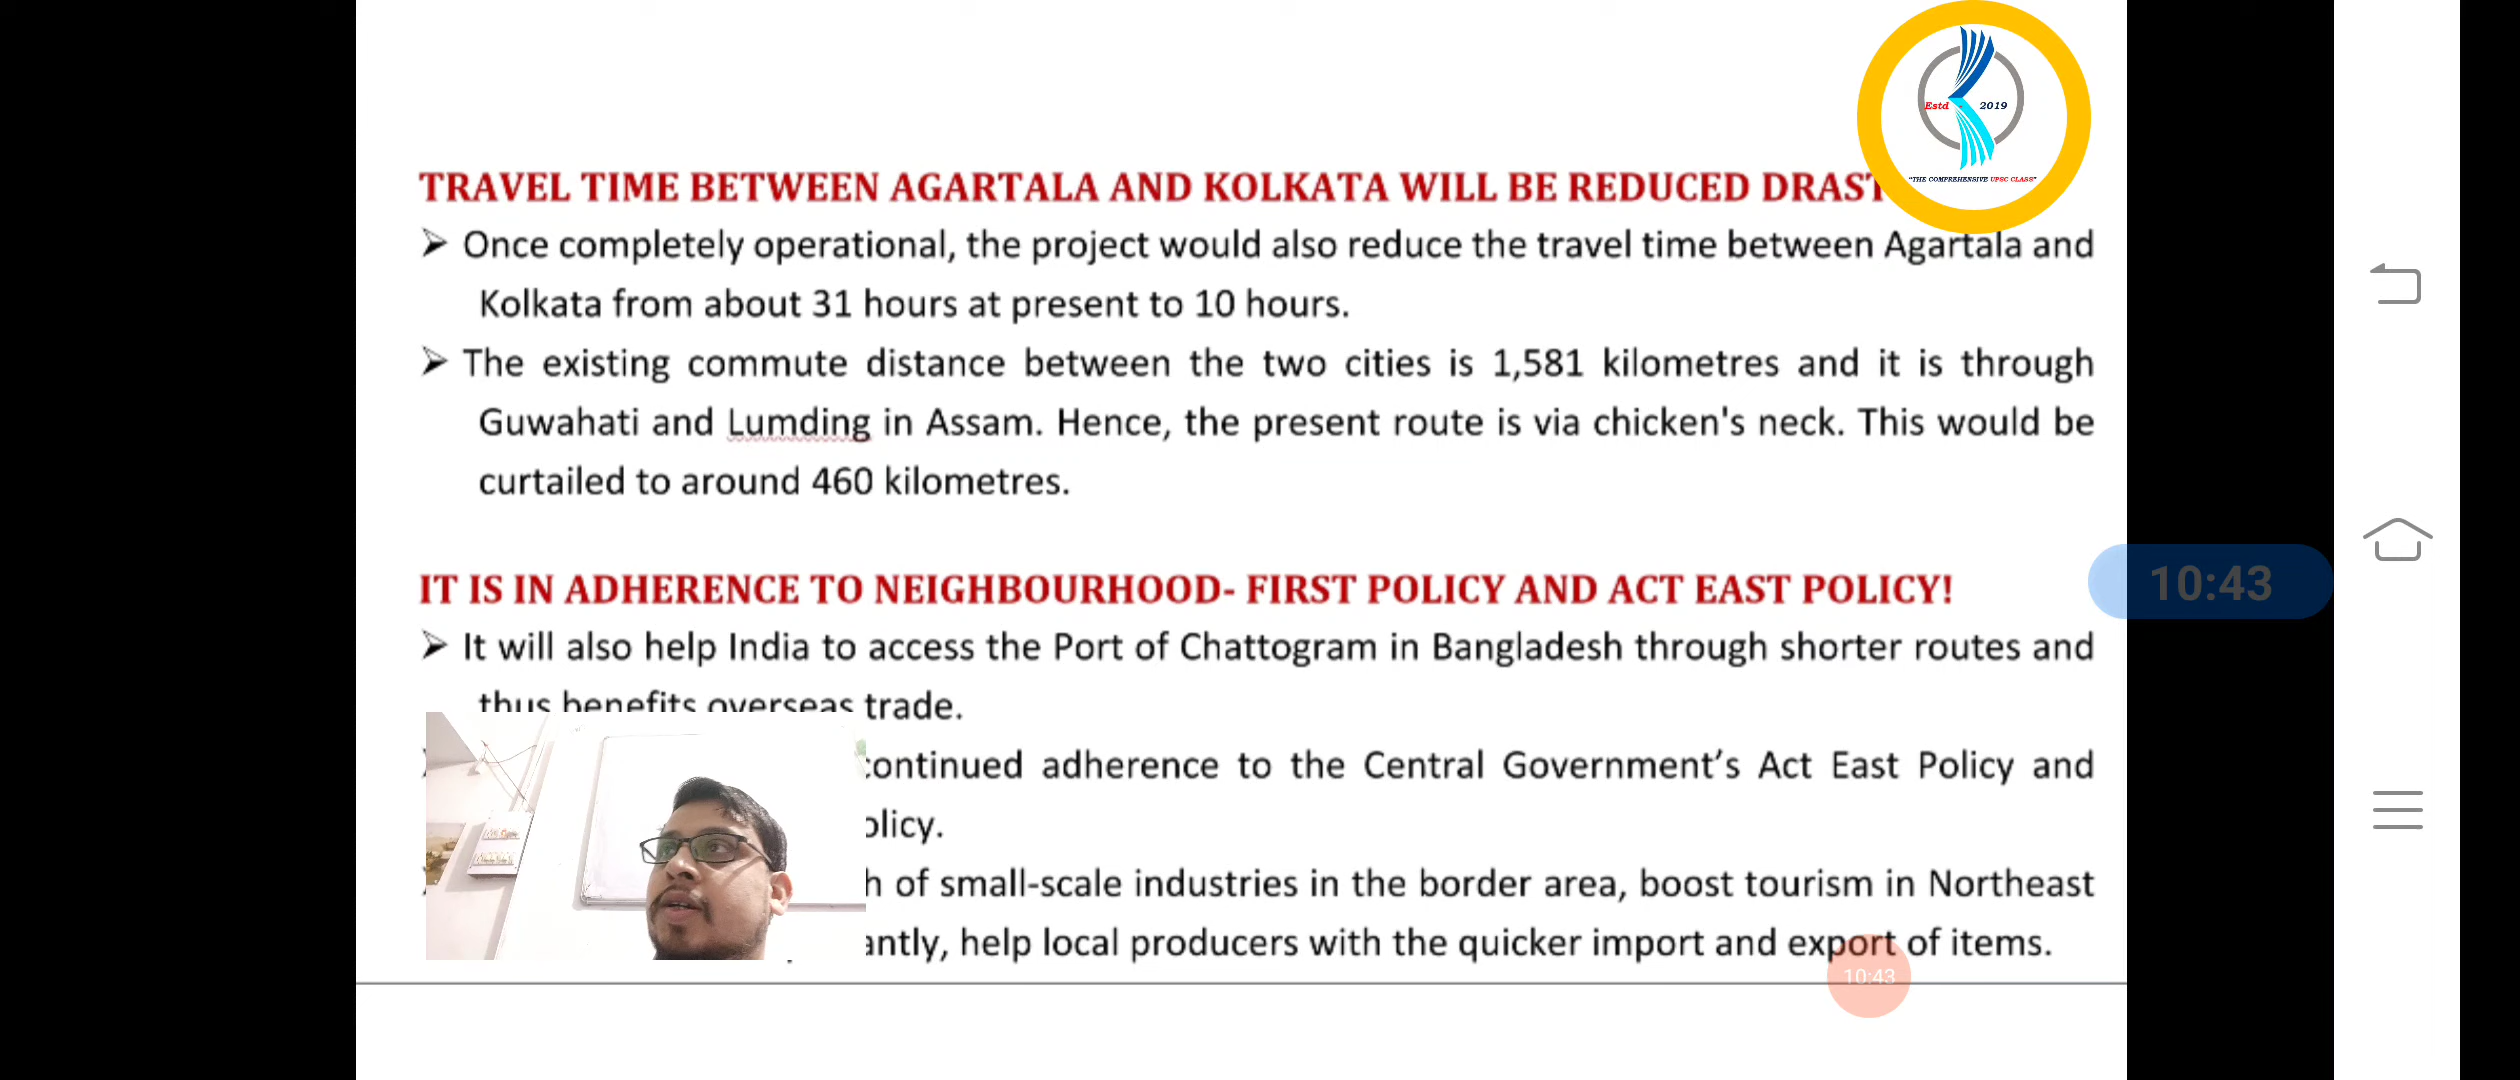 Estd - 2019
"THE COMPREHENSIVE UPSC CLASS"
TRAVEL TIME BETWEEN AGARTALA AND KOLKATA WILL BE REDUCED DRAST
➤ Once completely operational, the project would also reduce the travel time between Agartala and
Kolkata from about 31 hours at present to 10 hours.
➤ The existing commute distance between the two cities is 1,581 kilometres and it is through
Guwahati and Lumding in Assam. Hence, the present route is via chicken's neck. This would be
curtailed to around 460 kilometres.
IT IS IN ADHERENCE TO NEIGHBOURHOOD- FIRST POLICY AND ACT EAST POLICY!
10:43
➤ It will also help India to access the Port of Chattogram in Bangladesh through shorter routes and
thus benefits overseas trade.
continued adherence to the Central Government’s Act East Policy and
olicy.
h of small-scale industries in the border area, boost tourism in Northeast
antly, help local producers with the quicker import and export of items.
10:43